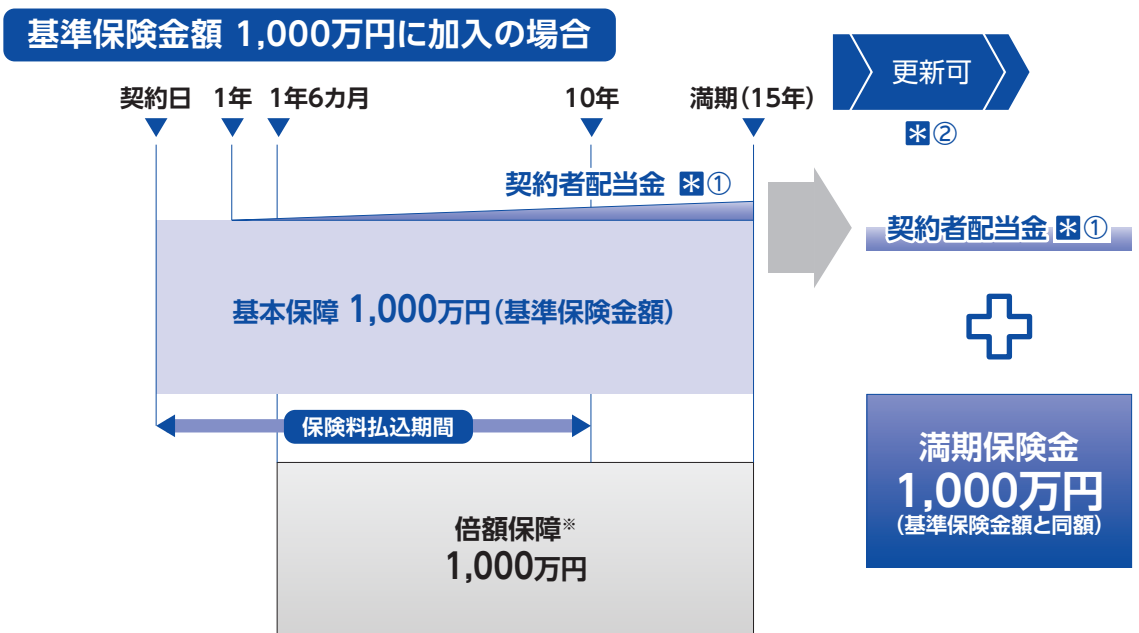 基準保険金額 1,000万円に加入の場合
更新可
*②
契約日 1年 1年6カ月 10年 満期(15年)
契約者配当金 *①
契約者配当金 *①
基本保障 1,000万円(基準保険金額)
保険料払込期間
満期保険金
1,000万円
(基準保険金額と同額)
倍額保障※
1,000万円